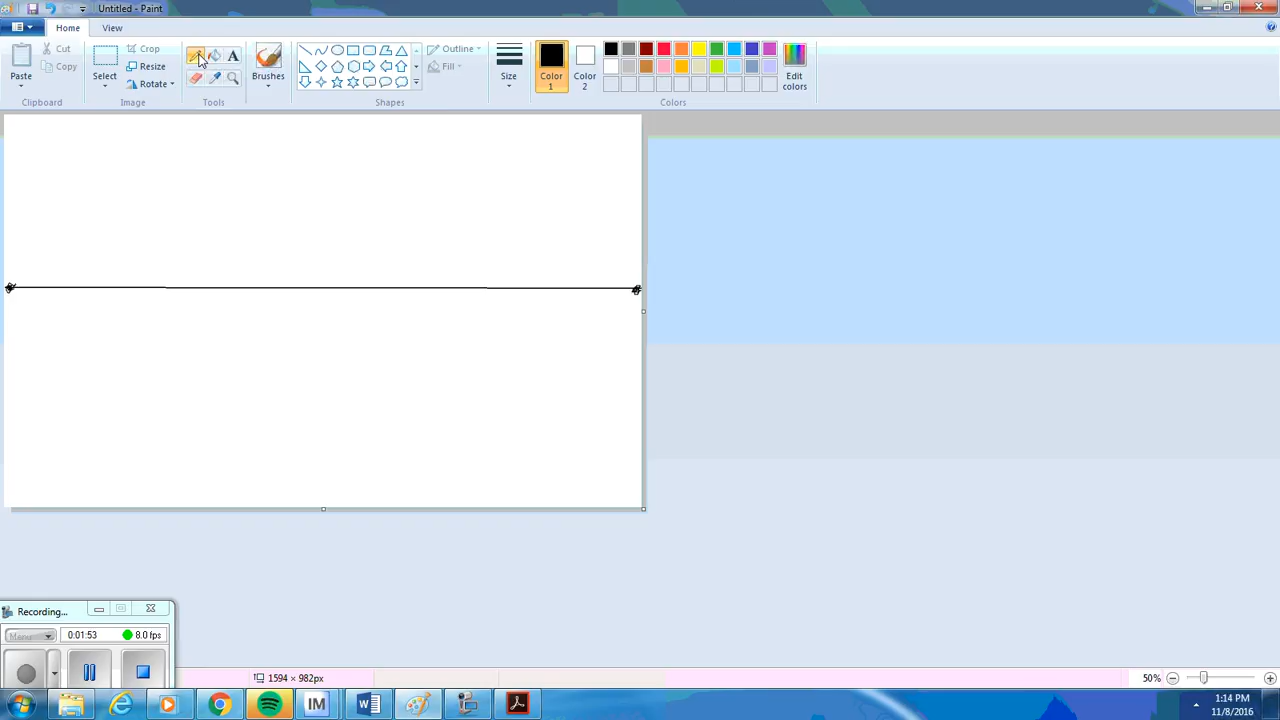 Untitled - Paint
Home View
Paste
Cut
Copy
Clipboard
Select
Crop
Resize
Rotate
Image
A
Tools
Brushes
Outline
Fill
Shapes
Size
Color 1
Color 2
Edit colors
Colors
Recording...
Menu 0:01:53 8.0 fps
1594 × 982px
50%
IM W
1:14 PM
11/8/2016